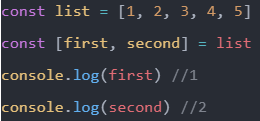 const list = [1, 2, 3, 4, 5]
const [first, second] = list
console.log(first) //1
console.log(second) //2